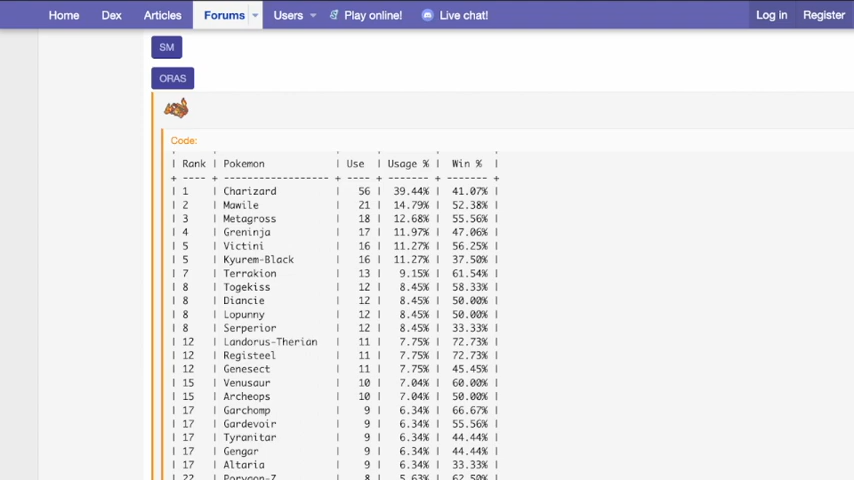 Home Dex Articles Forums Users Play online! Live chat! Log in Register
SM
ORAS
Code:
| Rank | Pokemon | Use | Usage % | Win % |
+ ---- + ------------------ + ---- + ------- + ------- +
| 1 | Charizard | 56 | 39.44% | 41.07% |
| 2 | Mawile | 21 | 14.79% | 52.38% |
| 3 | Metagross | 18 | 12.68% | 55.56% |
| 4 | Greninja | 17 | 11.97% | 47.06% |
| 5 | Victini | 16 | 11.27% | 56.25% |
| 5 | Kyurem-Black | 16 | 11.27% | 37.50% |
| 7 | Terrakion | 13 | 9.15% | 61.54% |
| 8 | Togekiss | 12 | 8.45% | 58.33% |
| 8 | Diancie | 12 | 8.45% | 50.00% |
| 8 | Lopunny | 12 | 8.45% | 50.00% |
| 8 | Serperior | 12 | 8.45% | 33.33% |
| 12 | Landorus-Therian | 11 | 7.75% | 72.73% |
| 12 | Registeel | 11 | 7.75% | 72.73% |
| 12 | Genesect | 11 | 7.75% | 45.45% |
| 15 | Venusaur | 10 | 7.04% | 60.00% |
| 15 | Archeops | 10 | 7.04% | 50.00% |
| 17 | Garchomp | 9 | 6.34% | 66.67% |
| 17 | Gardevoir | 9 | 6.34% | 55.56% |
| 17 | Tyranitar | 9 | 6.34% | 44.44% |
| 17 | Gengar | 9 | 6.34% | 44.44% |
| 17 | Altaria | 9 | 6.34% | 33.33% |
| 22 | Porygon-Z | 8 | 5.63% | 62.50% |